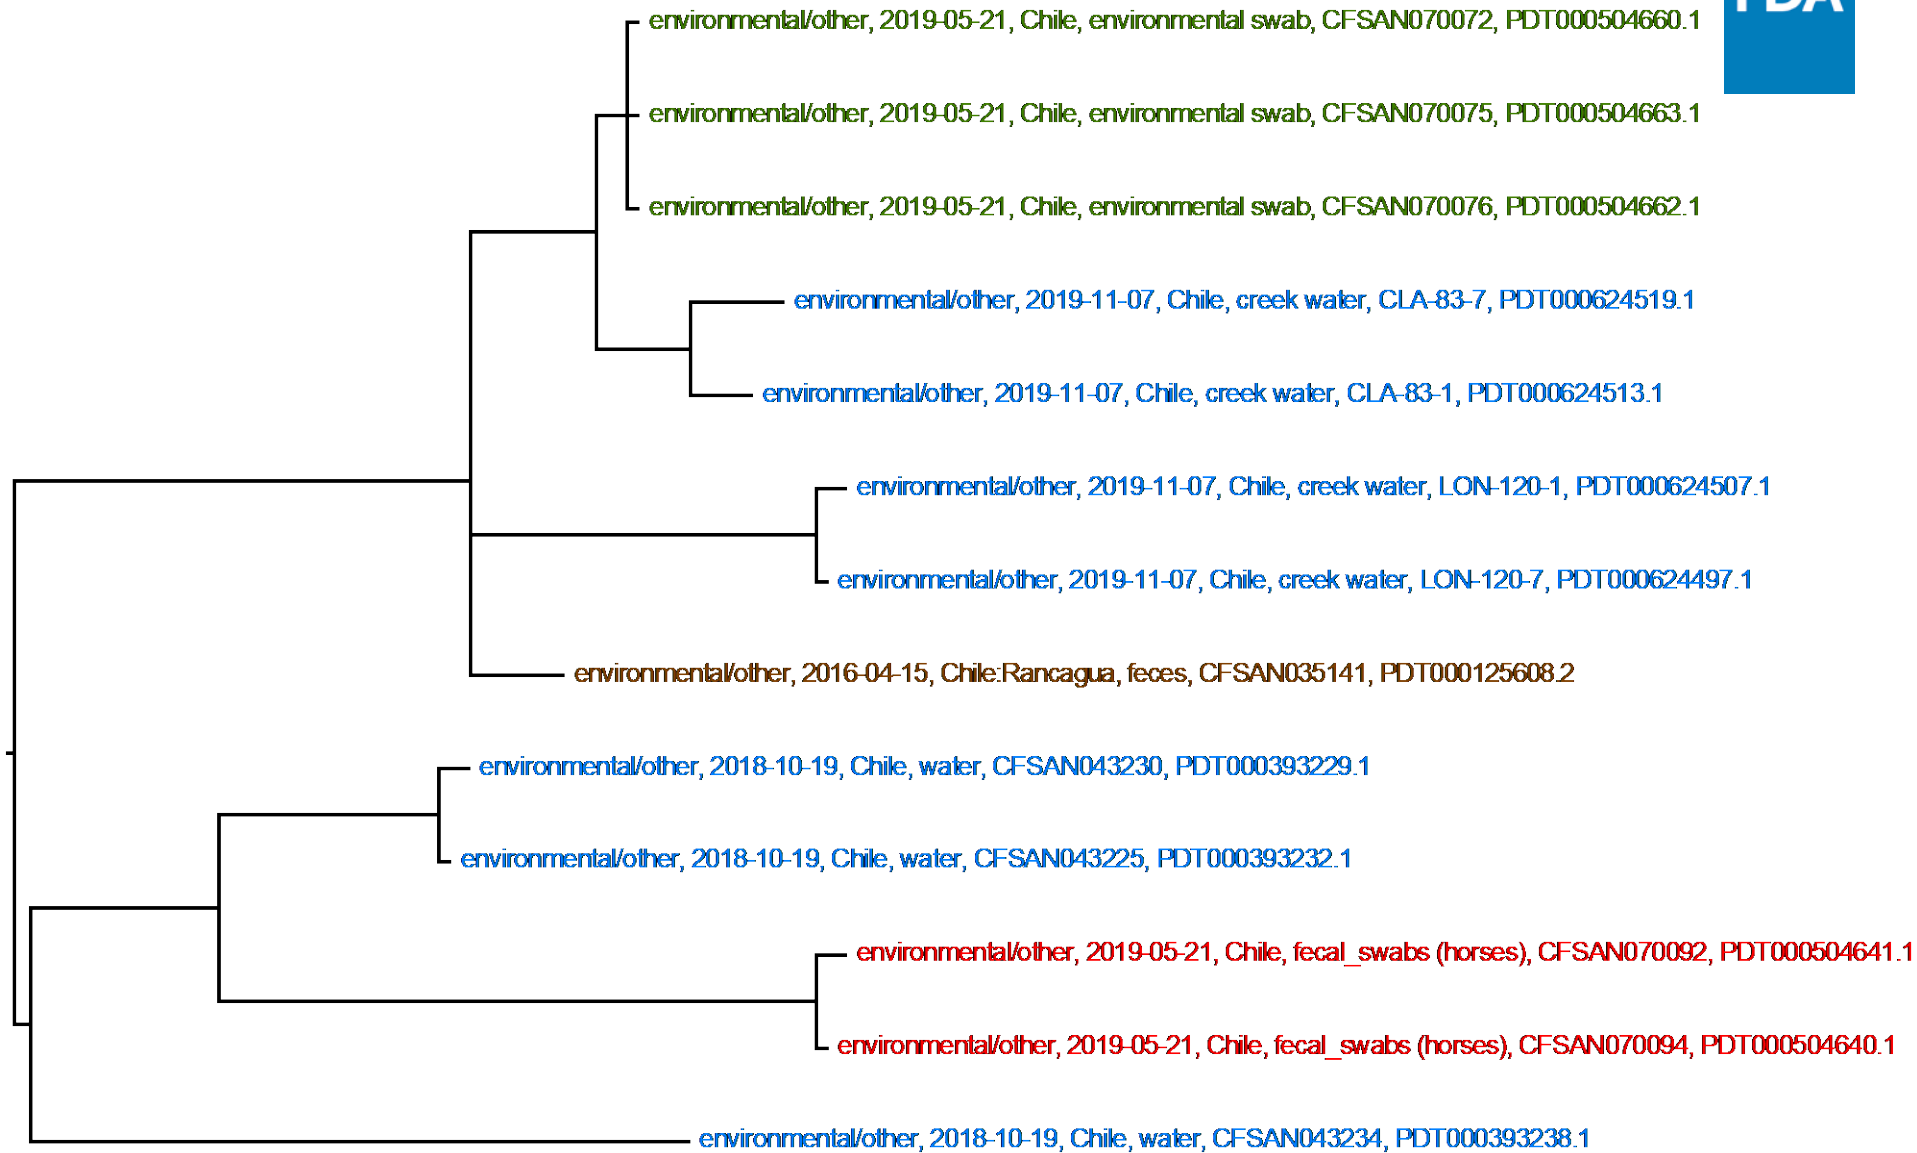 FDA
environmental/other, 2019-05-21, Chile, environmental swab, CFSAN070072, PDT000504660.1
environmental/other, 2019-05-21, Chile, environmental swab, CFSAN070075, PDT000504663.1
environmental/other, 2019-05-21, Chile, environmental swab, CFSAN070076, PDT000504662.1
environmental/other, 2019-11-07, Chile, creek water, CLA-83-7, PDT000624519.1
environmental/other, 2019-11-07, Chile, creek water, CLA-83-1, PDT000624513.1
environmental/other, 2019-11-07, Chile, creek water, LON-120-1, PDT000624507.1
environmental/other, 2019-11-07, Chile, creek water, LON-120-7, PDT000624497.1
environmental/other, 2016-04-15, Chile:Rancagua, feces, CFSAN035141, PDT000125608.2
environmental/other, 2018-10-19, Chile, water, CFSAN043230, PDT000393229.1
environmental/other, 2018-10-19, Chile, water, CFSAN043225, PDT000393232.1
environmental/other, 2019-05-21, Chile, fecal_swabs (horses), CFSAN070092, PDT000504641.1
environmental/other, 2019-05-21, Chile, fecal_swabs (horses), CFSAN070094, PDT000504640.1
environmental/other, 2018-10-19, Chile, water, CFSAN043234, PDT000393238.1